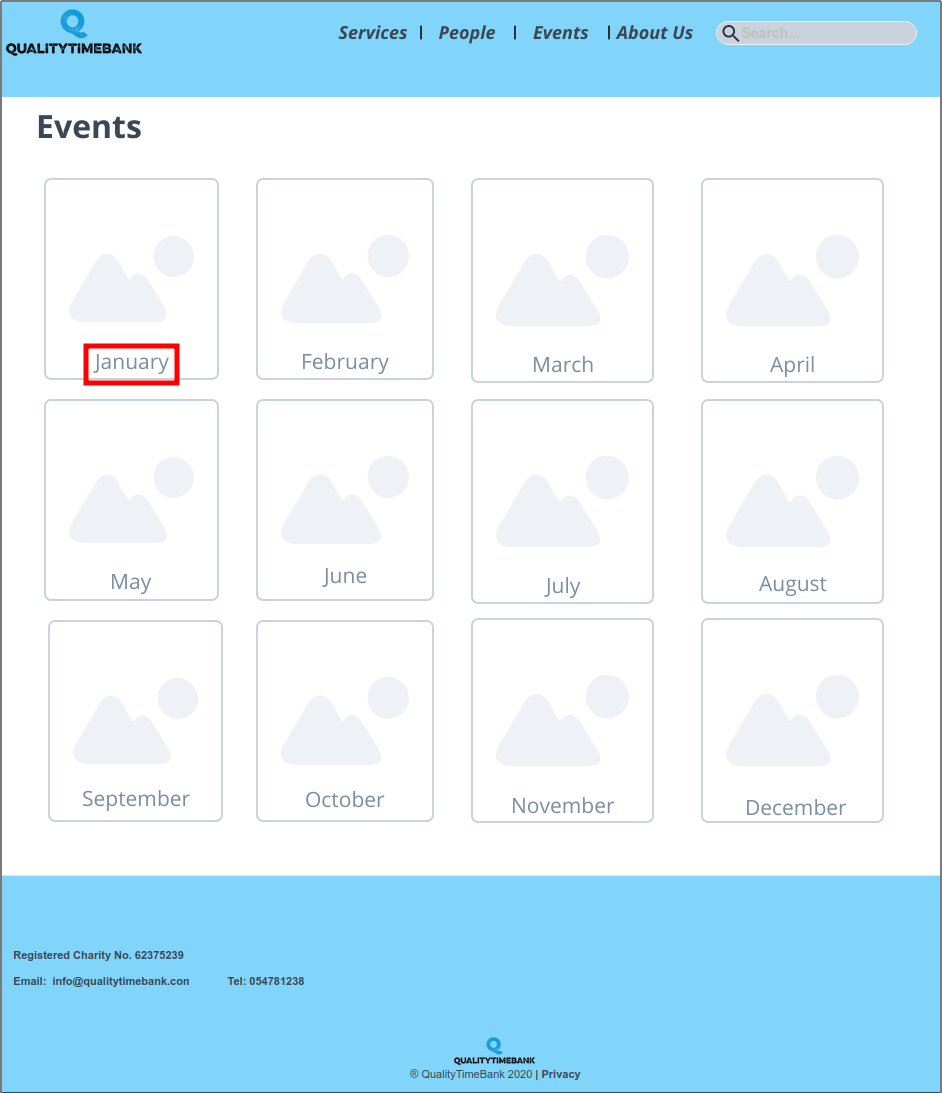 QUALITYTIMEBANK
Services | People | Events | About Us
Search...
Events
January February March April
May June July August
September October November December
Registered Charity No. 62375239
Email: info@qualitytimebank.con Tel: 054781238
QUALITYTIMEBANK
® QualityTimeBank 2020 | Privacy